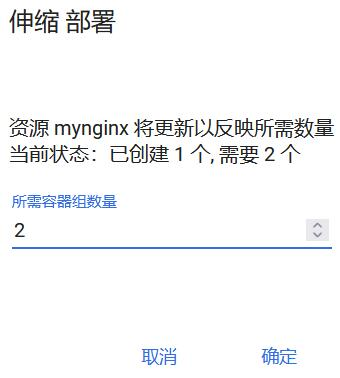 伸缩 部署
资源 mynginx 将更新以反映所需数量
当前状态：已创建 1 个, 需要 2 个
所需容器组数量
2
取消 确定